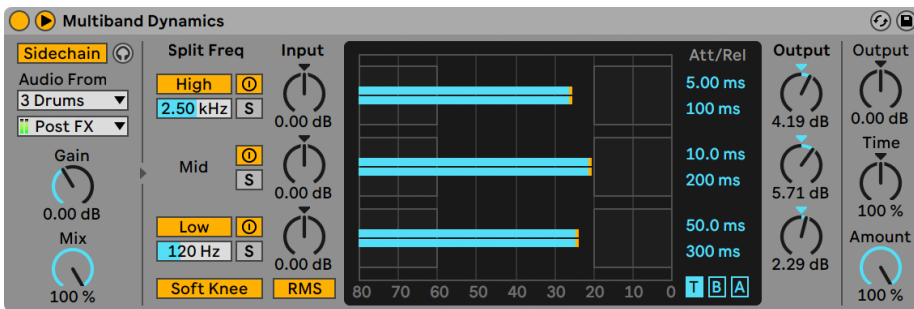 Multiband Dynamics
Sidechain
Audio From
3 Drums
Post FX
Gain
0.00 dB
Mix
100 %
Split Freq
High
2.50 kHz S
Mid
S
Low
120 Hz S
Soft Knee
Input
0.00 dB
0.00 dB
0.00 dB
RMS
80 70 60 50 40 30 20 10 0
Att/Rel
5.00 ms
100 ms
10.0 ms
200 ms
50.0 ms
300 ms
T B A
Output
4.19 dB
5.71 dB
2.29 dB
Output
0.00 dB
Time
100 %
Amount
100 %